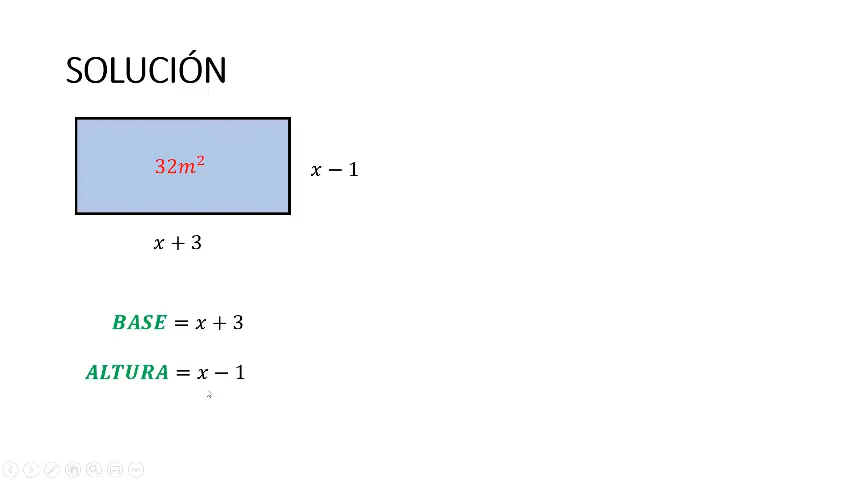 SOLUCIÓN
32m²
x − 1
x + 3
BASE = x + 3
ALTURA = x − 1